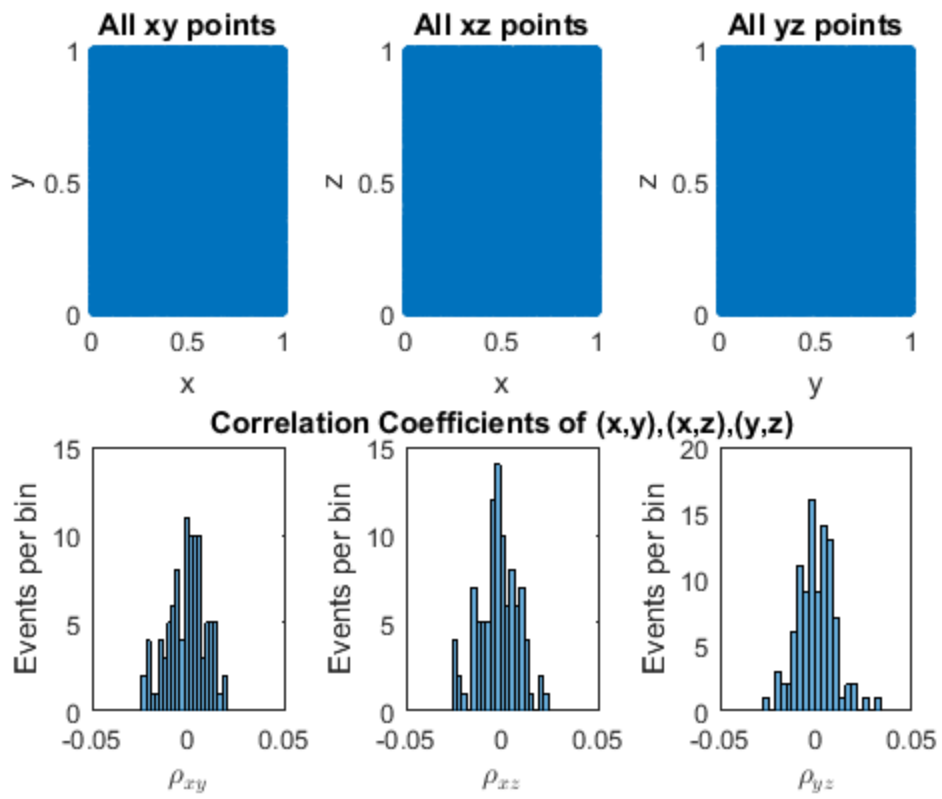 All xy points
1
0.5
0
y
0 0.5 1
x
All xz points
1
0.5
0
z
0 0.5 1
x
All yz points
1
0.5
0
z
0 0.5 1
y
Correlation Coefficients of (x,y),(x,z),(y,z)
15
10
5
0
Events per bin
-0.05 0 0.05
ρxy
15
10
5
0
Events per bin
-0.05 0 0.05
ρxz
20
15
10
5
0
Events per bin
-0.05 0 0.05
ρyz